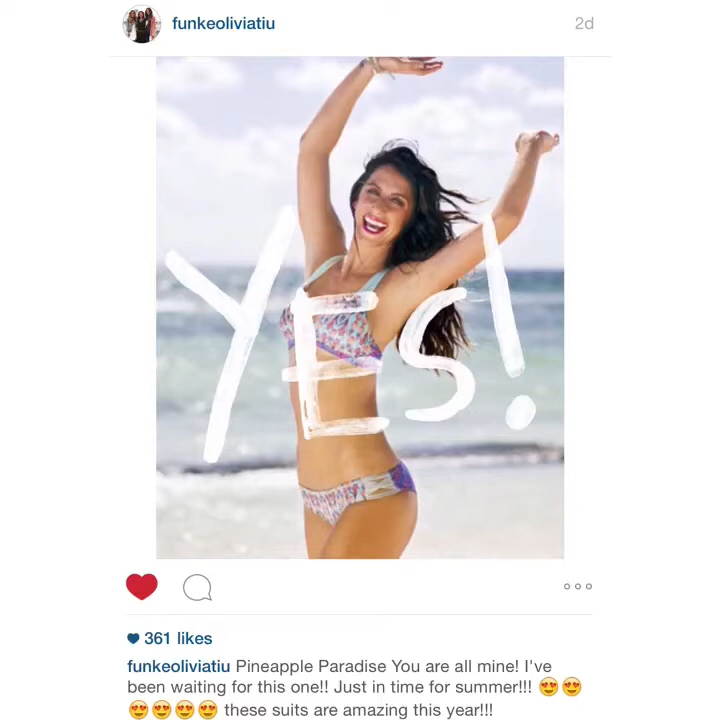 funkeoliviatiu 2d
YES!
361 likes
funkeoliviatiu Pineapple Paradise You are all mine! I've
been waiting for this one!! Just in time for summer!!! 😍😍
😍😍😍😍 these suits are amazing this year!!!